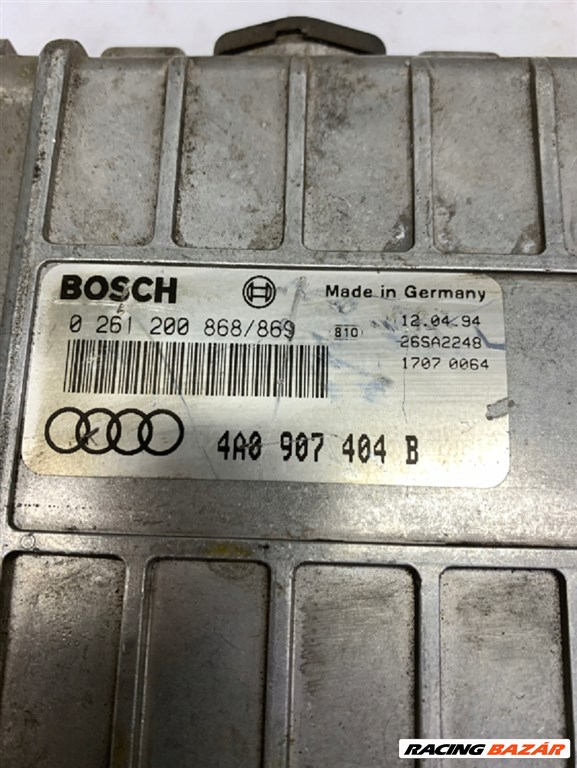 BOSCH Made in Germany
0 261 200 868/869 810 12.04.94
26SA2248
1707 0064
4A0 907 404 B
RACING BAZÁR